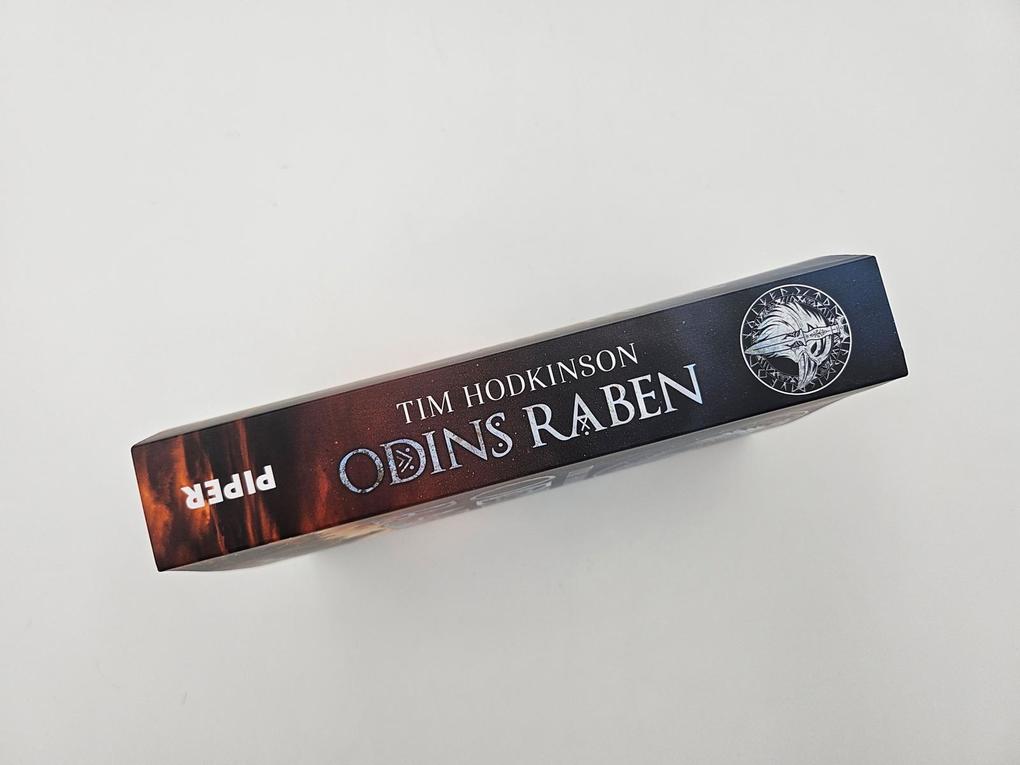 TIM HODKINSON
ODINS RABEN
PIPER